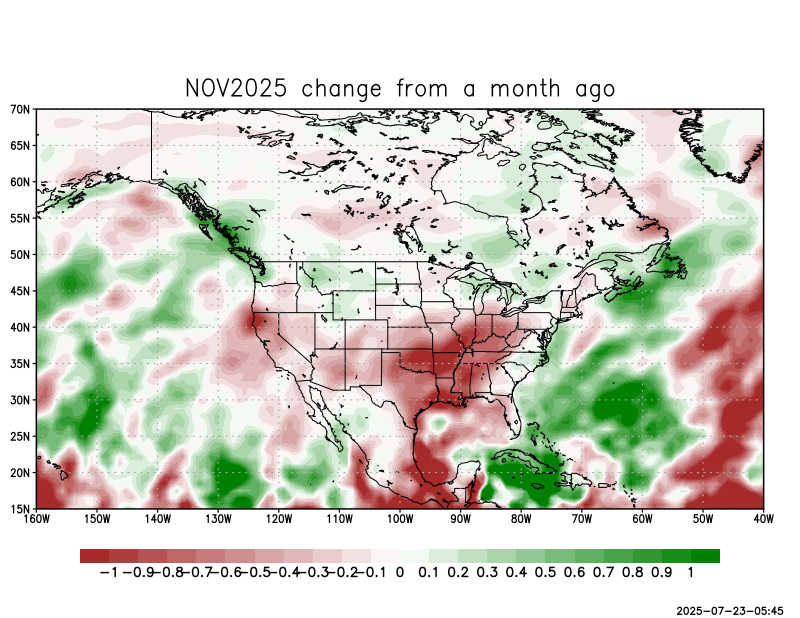 NOV2025 change from a month ago
70N
65N
60N
55N
50N
45N
40N
35N
30N
25N
20N
15N
160W 150W 140W 130W 120W 110W 100W 90W 80W 70W 60W 50W 40W
-1 -0.9 -0.8 -0.7 -0.6 -0.5 -0.4 -0.3 -0.2 -0.1 0 0.1 0.2 0.3 0.4 0.5 0.6 0.7 0.8 0.9 1
2025-07-23-05:45